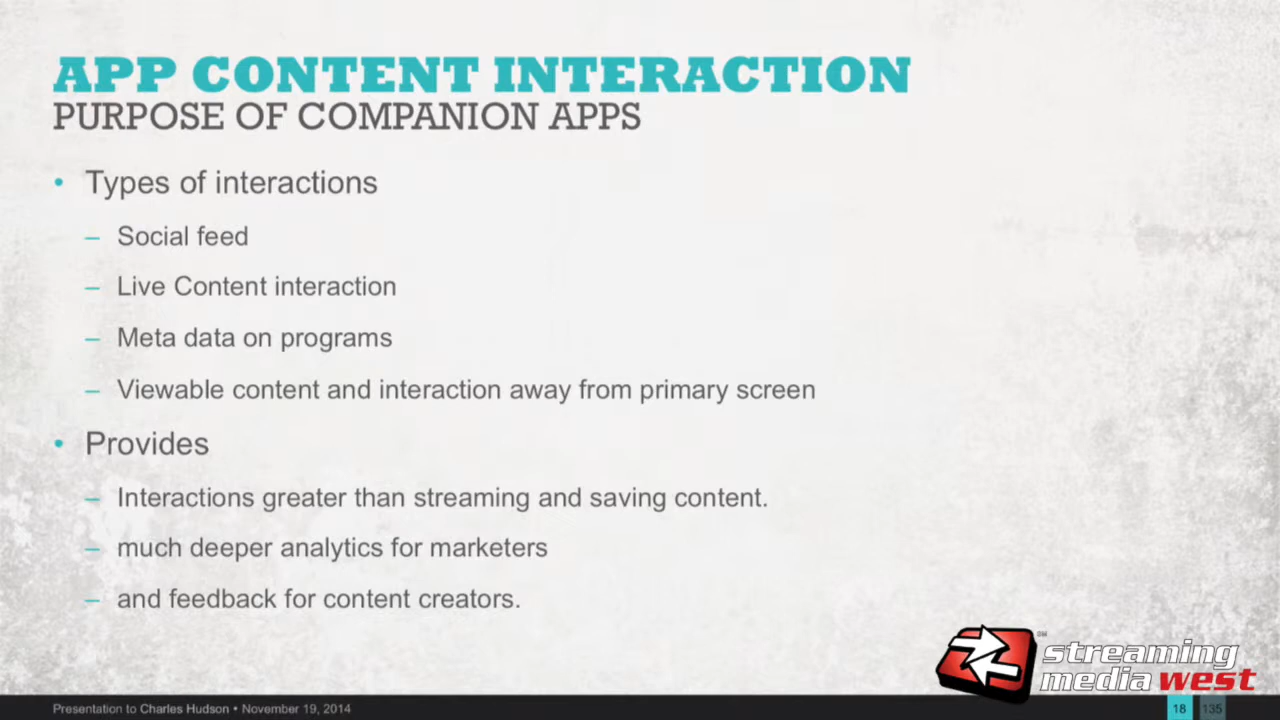 APP CONTENT INTERACTION
PURPOSE OF COMPANION APPS
• Types of interactions
– Social feed
– Live Content interaction
– Meta data on programs
– Viewable content and interaction away from primary screen
• Provides
– Interactions greater than streaming and saving content.
– much deeper analytics for marketers
– and feedback for content creators.
streaming SM
media west
Presentation to Charles Hudson • November 19, 2014
18 135